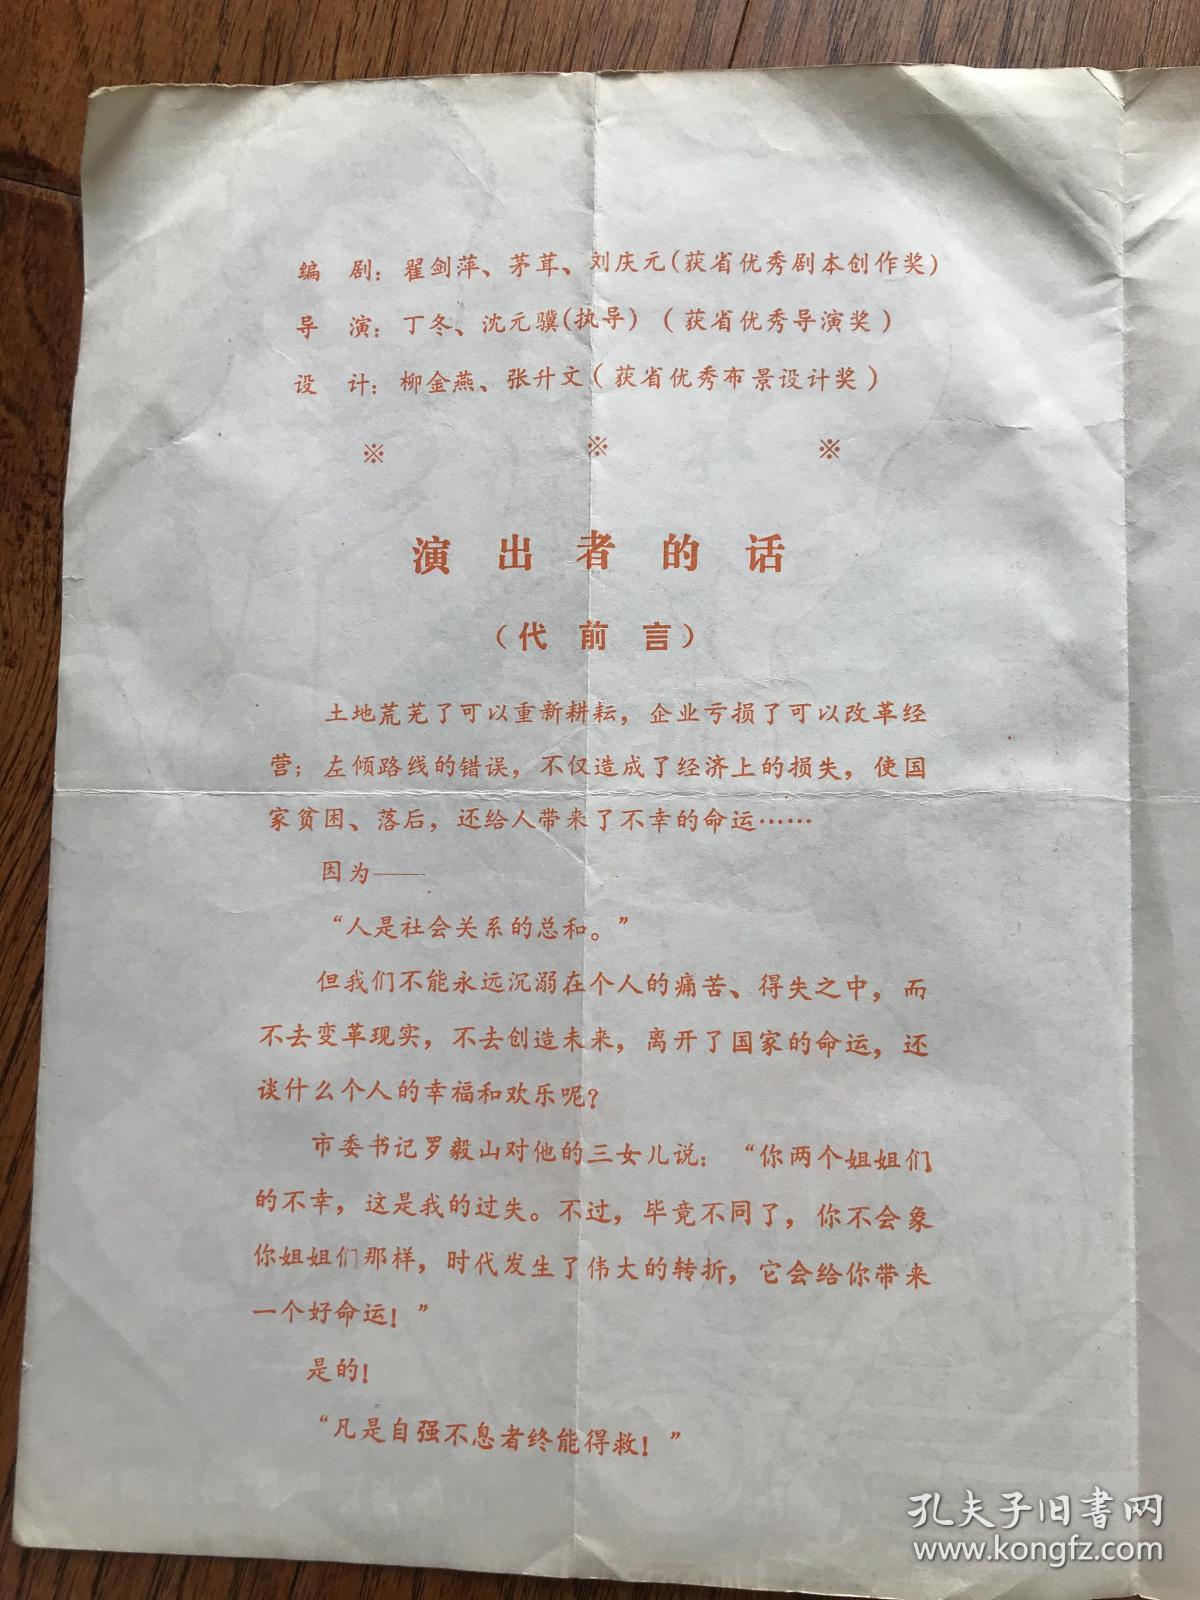 编　剧：翟剑萍、茅茸、刘庆元(获省优秀剧本创作奖)
导　演：丁冬、沈元骥(执导)(获省优秀导演奖)
设　计：柳金燕、张升文(获省优秀布景设计奖)
※　※　※
演出者的话
(代前言)
土地荒芜了可以重新耕耘，企业亏损了可以改革经
营；左倾路线的错误，不仅造成了经济上的损失，使国
家贫困、落后，还给人带来了不幸的命运……
因为——
“人是社会关系的总和。”
但我们不能永远沉溺在个人的痛苦、得失之中，而
不去变革现实，不去创造未来，离开了国家的命运，还
谈什么个人的幸福和欢乐呢？
市委书记罗毅山对他的三女儿说：“你两个姐姐们
的不幸，这是我的过失。不过，毕竟不同了，你不会象
你姐姐们那样，时代发生了伟大的转折，它会给你带来
一个好命运！”
是的！
“凡是自强不息者终能得救！”
孔夫子旧书网
www.kongfz.com